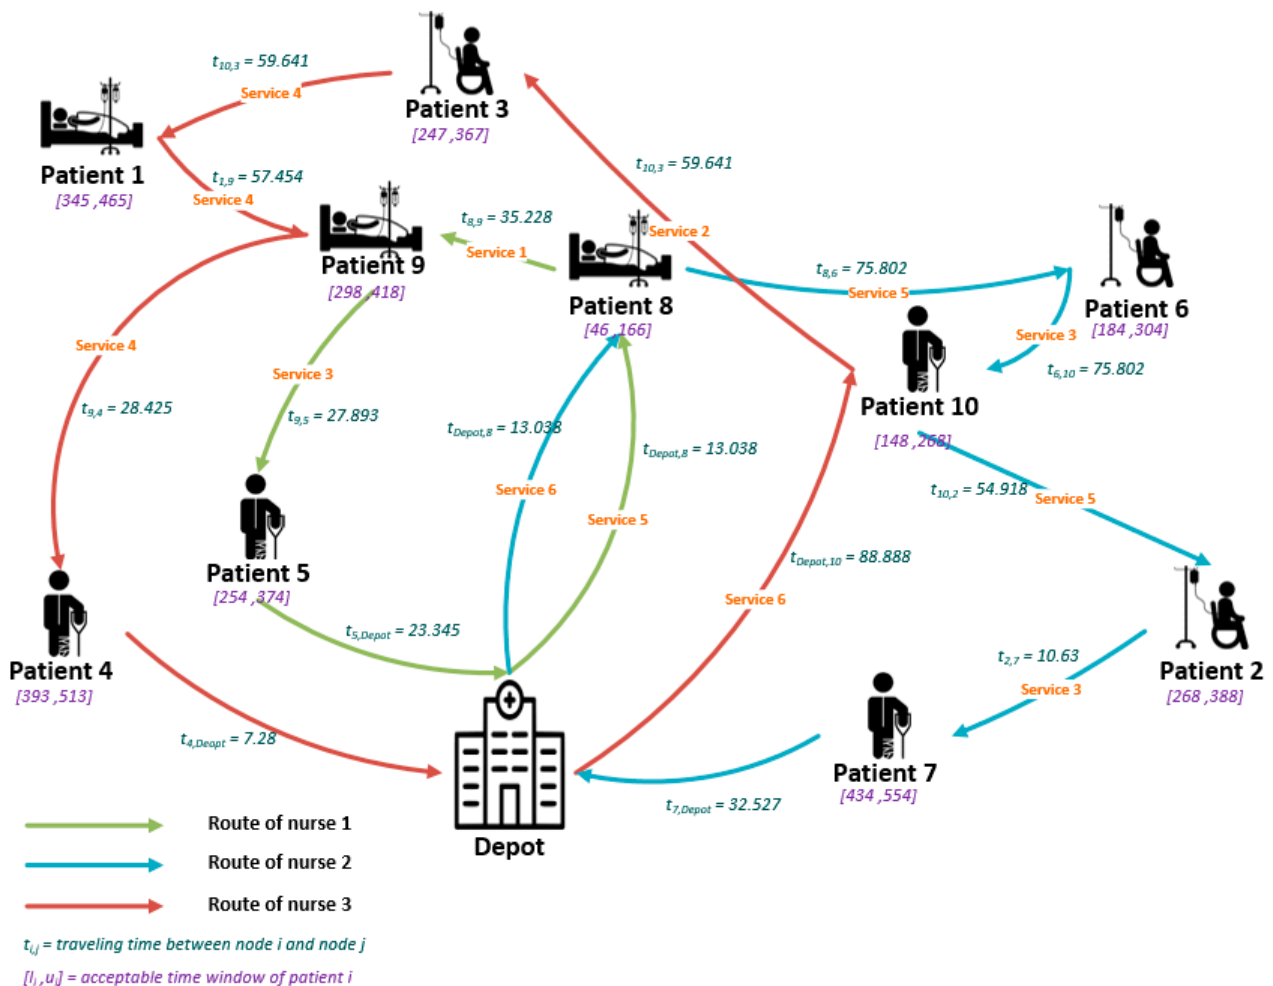 t10,3 = 59.641
Service 4
Patient 3
[247 ,367]
Patient 1
[345 ,465]
t1,9 = 57.454
Service 4
t10,3 = 59.641
Service 2
t8,9 = 35.228
Service 1
Patient 9
[298 ,418]
Patient 8
[46 ,166]
t8,6 = 75.802
Service 5
Patient 6
[184 ,304]
Service 3
t6,10 = 75.802
Patient 10
[148 ,268]
Service 4
t9,4 = 28.425
Service 3
t9,5 = 27.893
tDepot,8 = 13.038
tDepot,8 = 13.038
Service 6
Service 5
t10,2 = 54.918
Service 5
tDepot,10 = 88.888
Service 6
Patient 5
[254 ,374]
t5,Depot = 23.345
Patient 4
[393 ,513]
t4,Deopt = 7.28
t2,7 = 10.63
Service 3
Patient 2
[268 ,388]
Patient 7
[434 ,554]
t7,Depot = 32.527
Depot
Route of nurse 1
Route of nurse 2
Route of nurse 3
ti,j = traveling time between node i and node j
[li ,ui] = acceptable time window of patient i